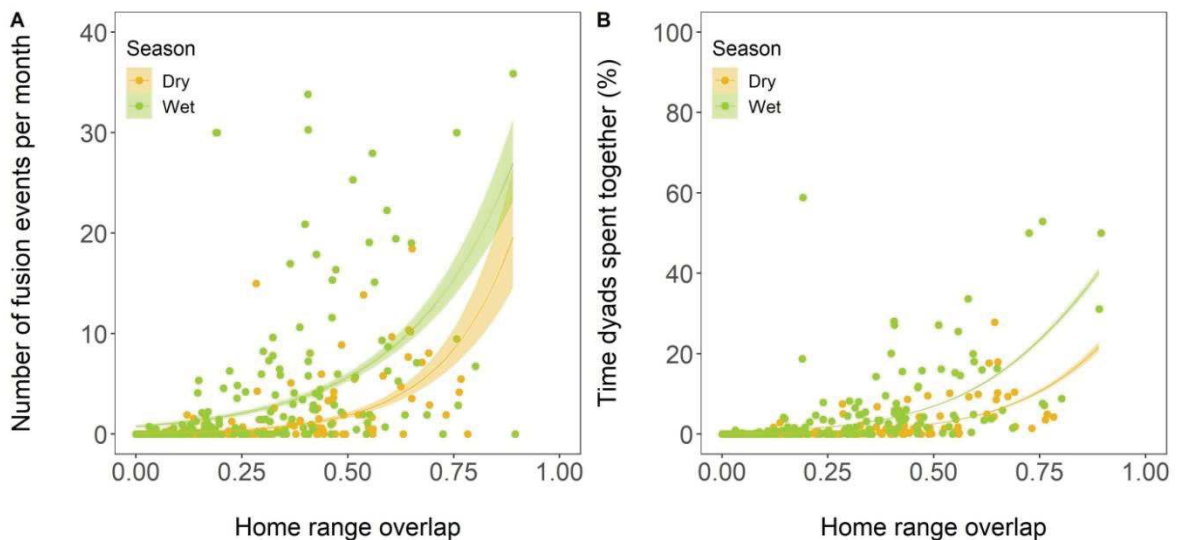 A
Number of fusion events per month
40
30
20
10
0
Season
Dry
Wet
0.00 0.25 0.50 0.75 1.00
Home range overlap
B
Time dyads spent together (%)
100
80
60
40
20
0
Season
Dry
Wet
0.00 0.25 0.50 0.75 1.00
Home range overlap